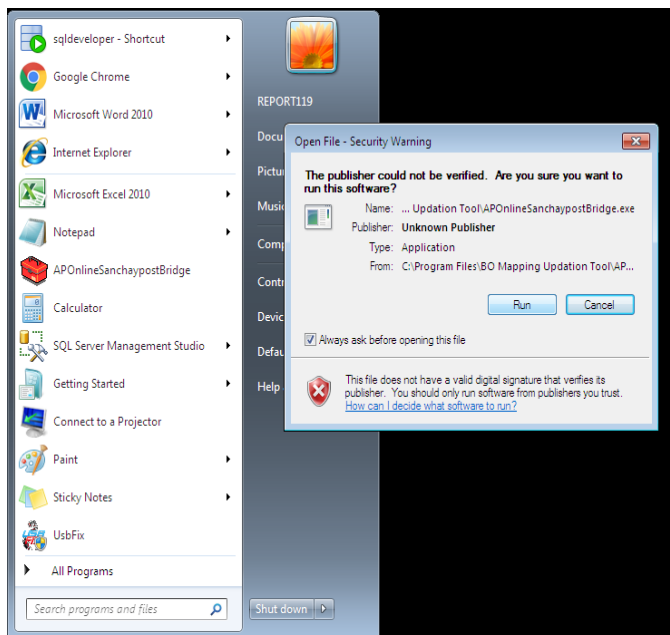 sqldeveloper - Shortcut
Google Chrome
Microsoft Word 2010
Internet Explorer
Microsoft Excel 2010
Notepad
APOnlineSanchaypostBridge
Calculator
SQL Server Management Studio
Getting Started
Connect to a Projector
Paint
Sticky Notes
UsbFix
All Programs
Search programs and files
REPORT119
Docu
Pictu
Music
Comp
Contr
Devic
Defau
Help
Shut down
Open File - Security Warning
The publisher could not be verified. Are you sure you want to
run this software?
Name: ... Updation Tool\APOnlineSanchaypostBridge.exe
Publisher: Unknown Publisher
Type: Application
From: C:\Program Files\BO Mapping Updation Tool\AP...
Run Cancel
Always ask before opening this file
This file does not have a valid digital signature that verifies its
publisher. You should only run software from publishers you trust.
How can I decide what software to run?